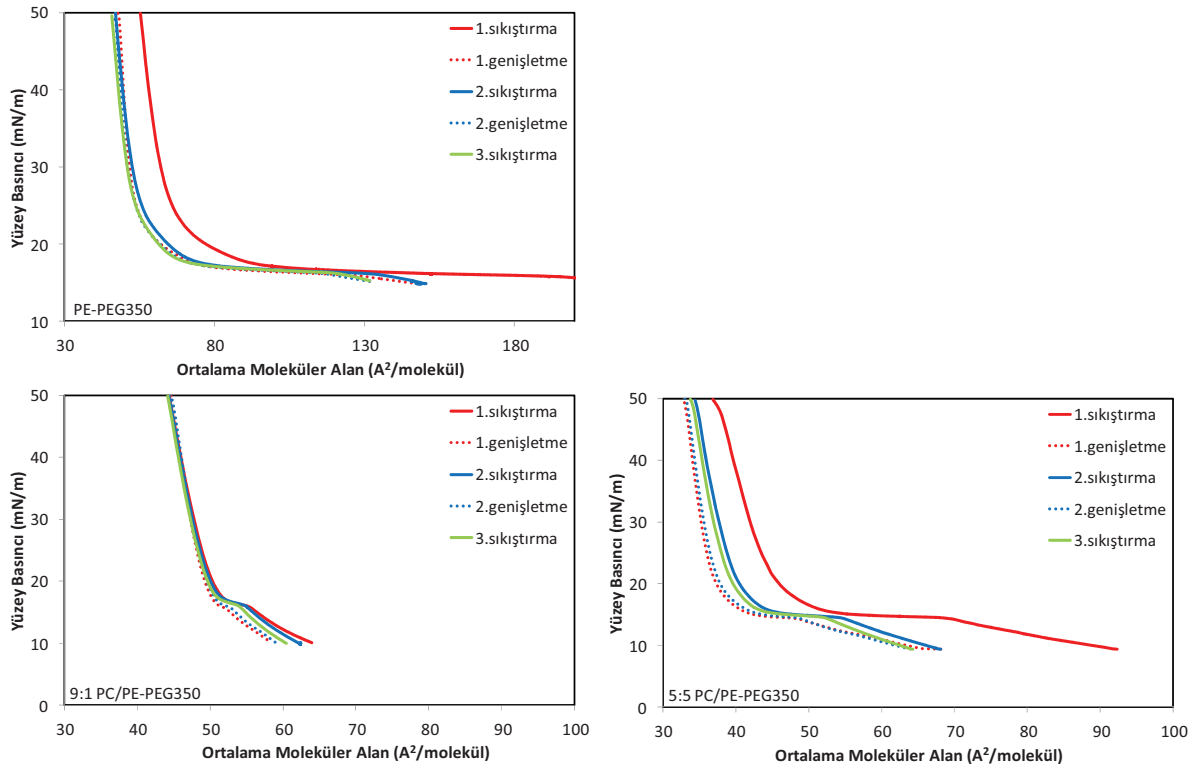 50
40
30
20
10
Yüzey Basıncı (mN/m)
1.sıkıştırma
1.genişletme
2.sıkıştırma
2.genişletme
3.sıkıştırma
PE-PEG350
30 80 130 180
Ortalama Moleküler Alan (A²/molekül)
50
40
30
20
10
0
Yüzey Basıncı (mN/m)
1.sıkıştırma
1.genişletme
2.sıkıştırma
2.genişletme
3.sıkıştırma
9:1 PC/PE-PEG350
30 40 50 60 70 80 90 100
Ortalama Moleküler Alan (A²/molekül)
50
40
30
20
10
0
Yüzey Basıncı (mN/m)
1.sıkıştırma
1.genişletme
2.sıkıştırma
2.genişletme
3.sıkıştırma
5:5 PC/PE-PEG350
30 40 50 60 70 80 90 100
Ortalama Moleküler Alan (A²/molekül)